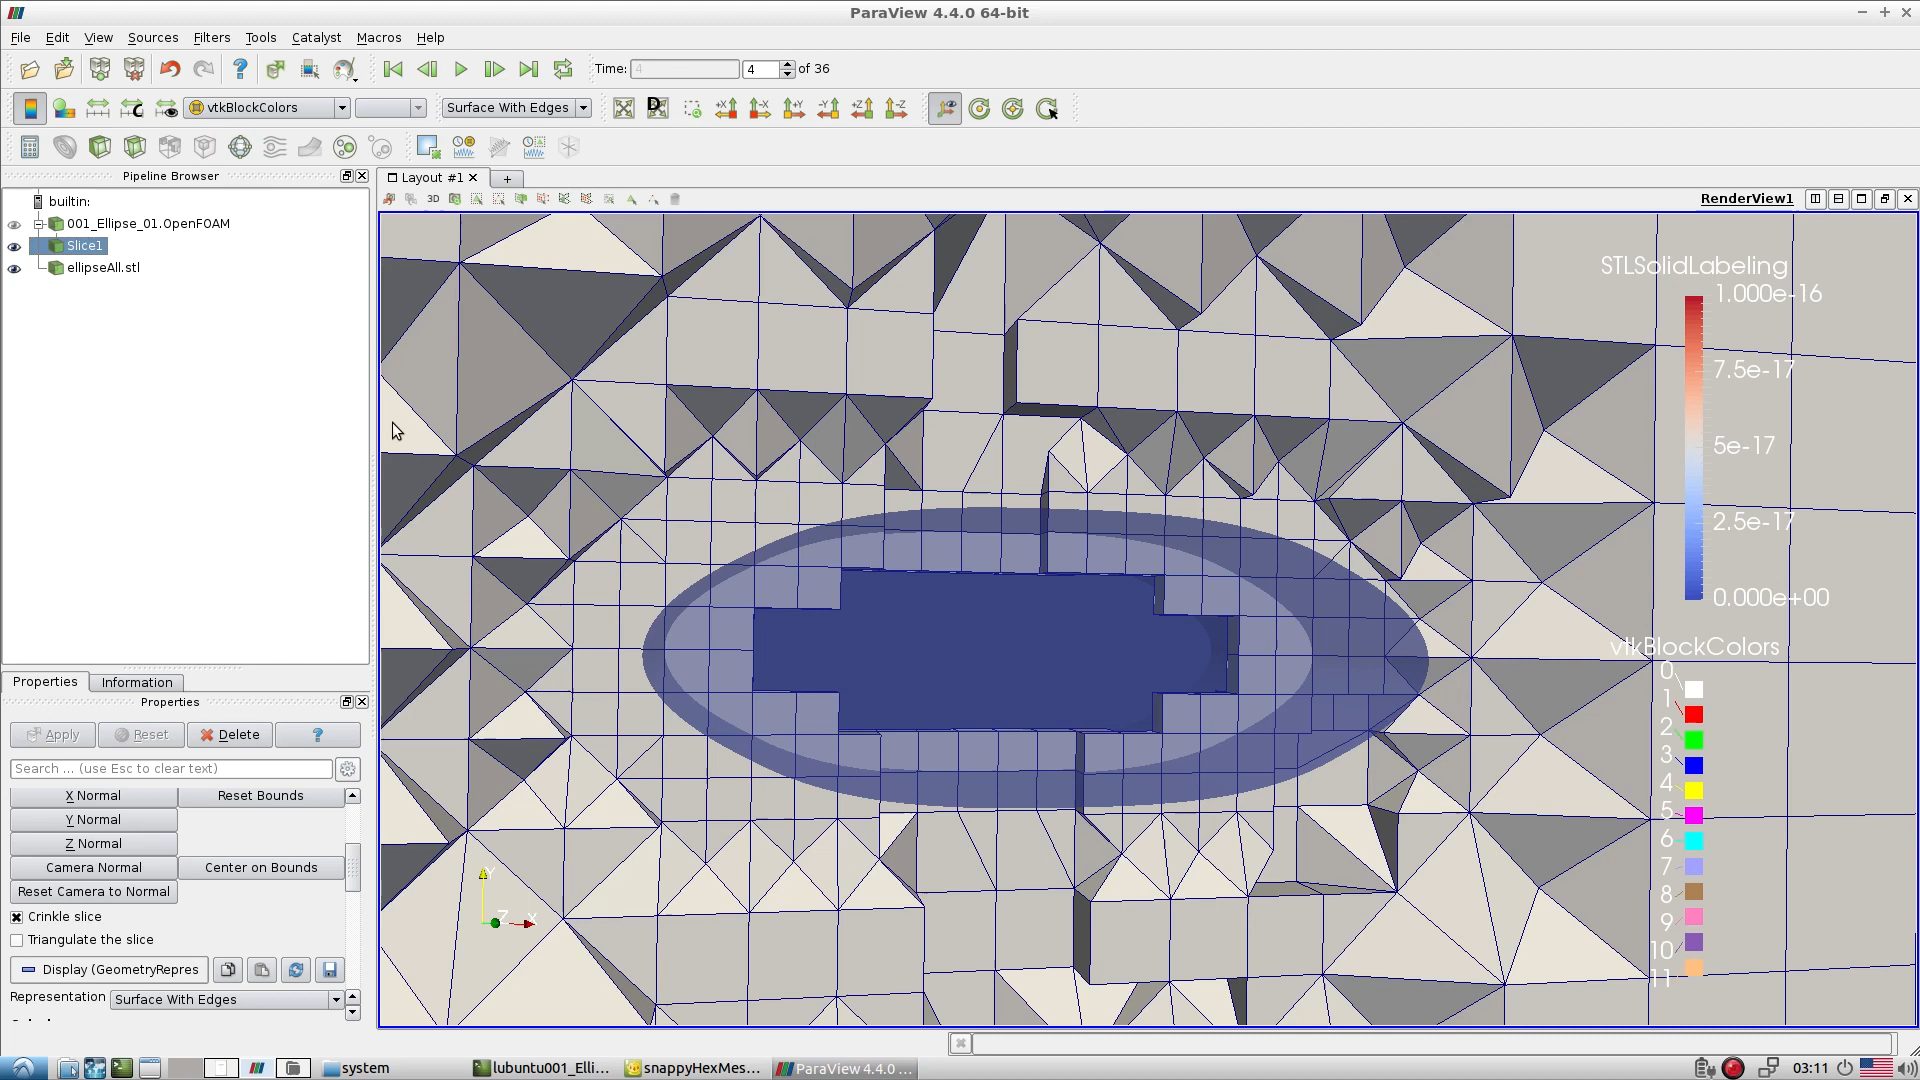 ParaView 4.4.0 64-bit
File Edit View Sources Filters Tools Catalyst Macros Help
Time: 4 4 of 36
vtkBlockColors Surface With Edges
+X -X +Y -Y +Z -Z
Pipeline Browser
Layout #1
3D
RenderView1
builtin:
001_Ellipse_01.OpenFOAM
Slice1
ellipseAll.stl
STLSolidLabeling
1.000e-16
7.5e-17
5e-17
2.5e-17
0.000e+00
vtkBlockColors
0
1
2
3
4
5
6
7
8
9
10
11
Y
Z X
Properties Information
Properties
Apply Reset Delete ?
Search ... (use Esc to clear text)
X Normal Reset Bounds
Y Normal
Z Normal
Camera Normal Center on Bounds
Reset Camera to Normal
Crinkle slice
Triangulate the slice
Display (GeometryRepres
Representation Surface With Edges
system lubuntu001_Elli... snappyHexMes... ParaView 4.4.0 ... 03:11